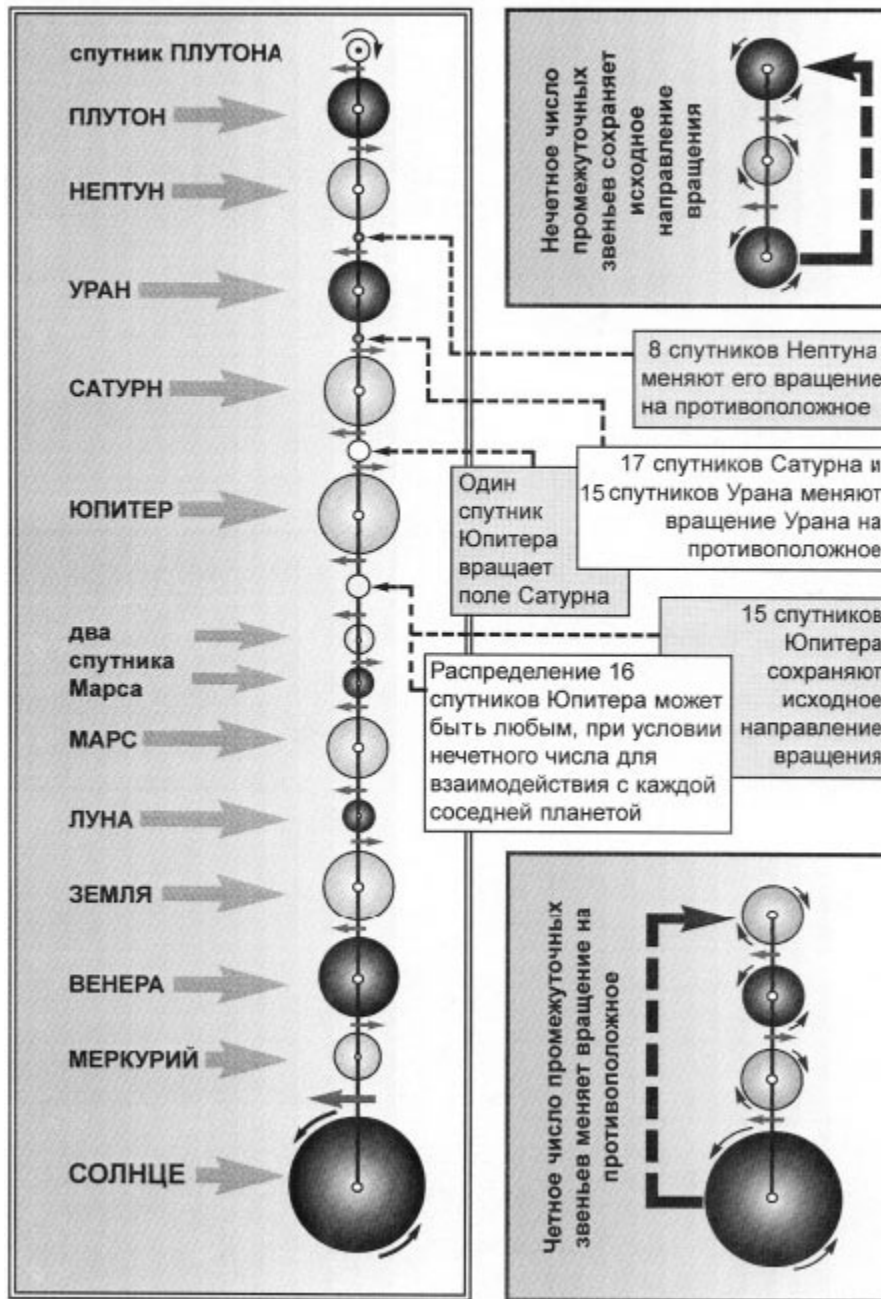 спутник ПЛУТОНА
ПЛУТОН
НЕПТУН
УРАН
САТУРН
ЮПИТЕР
два
спутника
Марса
МАРС
ЛУНА
ЗЕМЛЯ
ВЕНЕРА
МЕРКУРИЙ
СОЛНЦЕ
Нечетное число
промежуточных
звеньев сохраняет
исходное
направление
вращения
8 спутников Нептуна
меняют его вращение
на противоположное
17 спутников Сатурна и
15 спутников Урана меняют
вращение Урана на
противоположное
Один
спутник
Юпитера
вращает
поле Сатурна
15 спутников
Юпитера
сохраняют
исходное
направление
вращения
Распределение 16
спутников Юпитера может
быть любым, при условии
нечетного числа для
взаимодействия с каждой
соседней планетой
Четное число промежуточных
звеньев меняет вращение на
противоположное